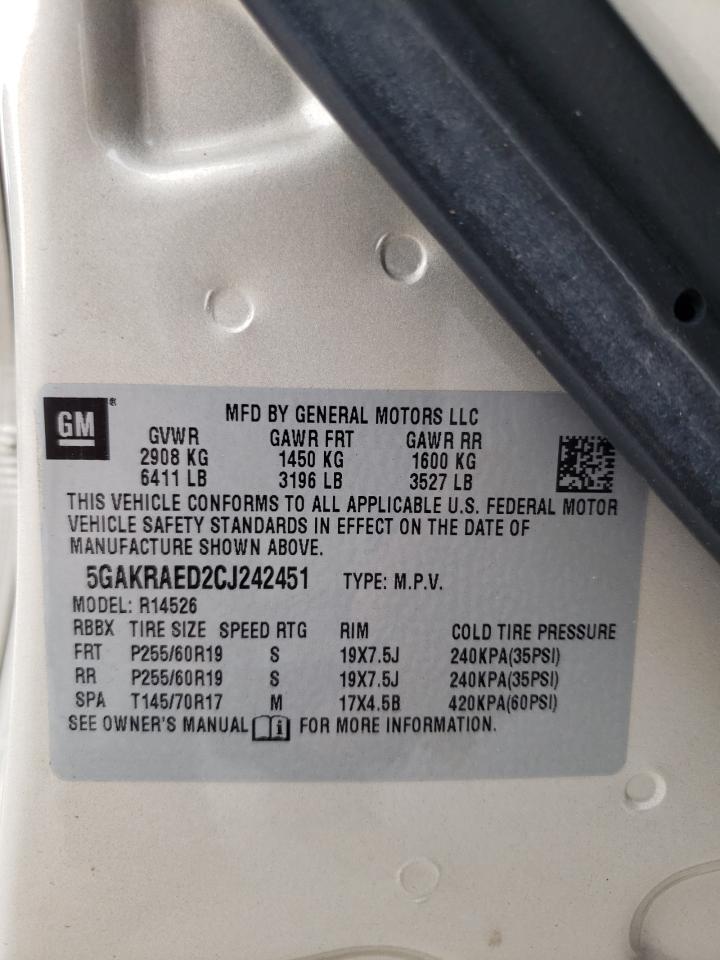 GM
MFD BY GENERAL MOTORS LLC
GVWR GAWR FRT GAWR RR
2908 KG 1450 KG 1600 KG
6411 LB 3196 LB 3527 LB
THIS VEHICLE CONFORMS TO ALL APPLICABLE U.S. FEDERAL MOTOR
VEHICLE SAFETY STANDARDS IN EFFECT ON THE DATE OF
MANUFACTURE SHOWN ABOVE.
5GAKRAED2CJ242451 TYPE: M.P.V.
MODEL: R14526
RBBX TIRE SIZE SPEED RTG RIM COLD TIRE PRESSURE
FRT P255/60R19 S 19X7.5J 240KPA(35PSI)
RR P255/60R19 S 19X7.5J 240KPA(35PSI)
SPA T145/70R17 M 17X4.5B 420KPA(60PSI)
SEE OWNER'S MANUAL i FOR MORE INFORMATION.